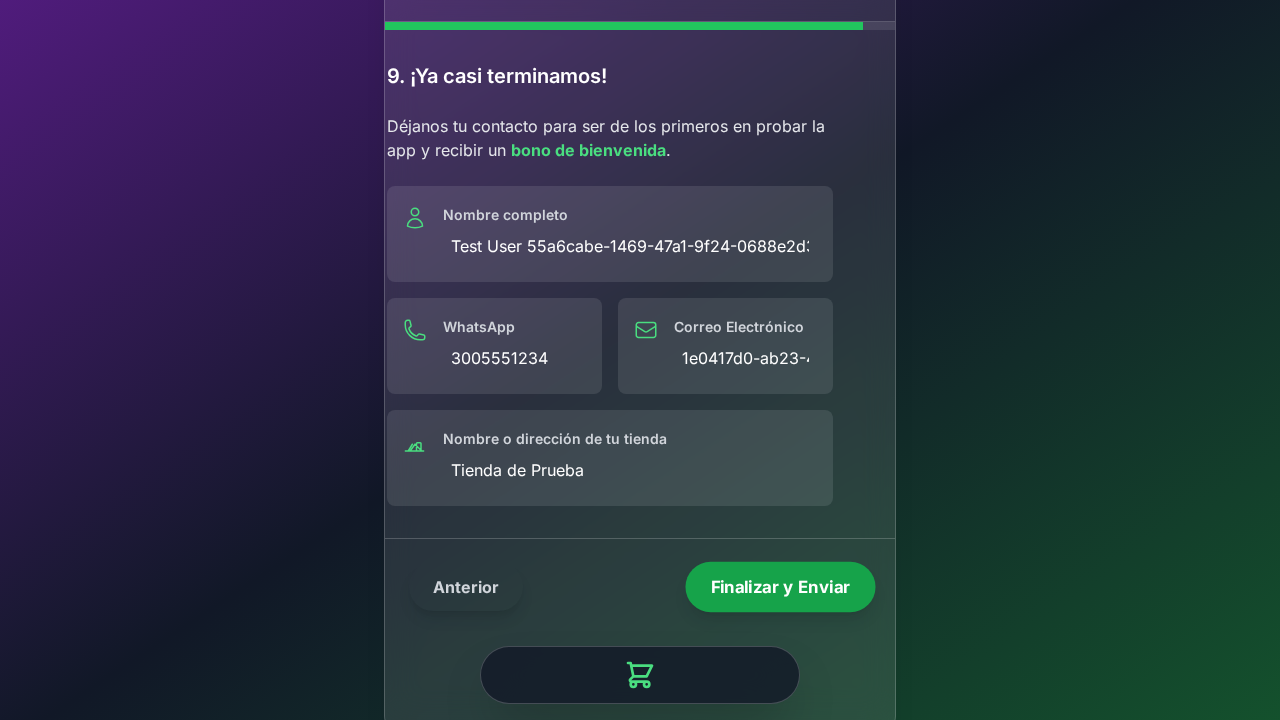 9. ¡Ya casi terminamos!
Déjanos tu contacto para ser de los primeros en probar la
app y recibir un bono de bienvenida.
Nombre completo
Test User 55a6cabe-1469-47a1-9f24-0688e2d
WhatsApp
3005551234
Correo Electrónico
1e0417d0-ab23-
Nombre o dirección de tu tienda
Tienda de Prueba
Anterior
Finalizar y Enviar